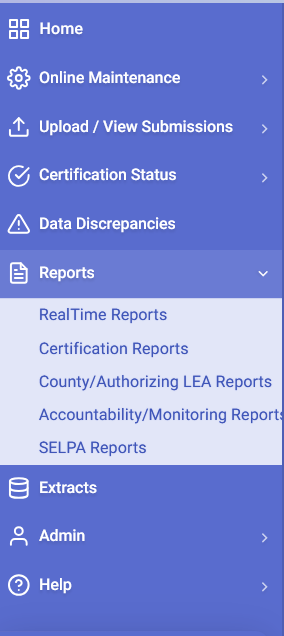 Home
Online Maintenance
Upload / View Submissions
Certification Status
Data Discrepancies
Reports
RealTime Reports
Certification Reports
County/Authorizing LEA Reports
Accountability/Monitoring Reports
SELPA Reports
Extracts
Admin
Help